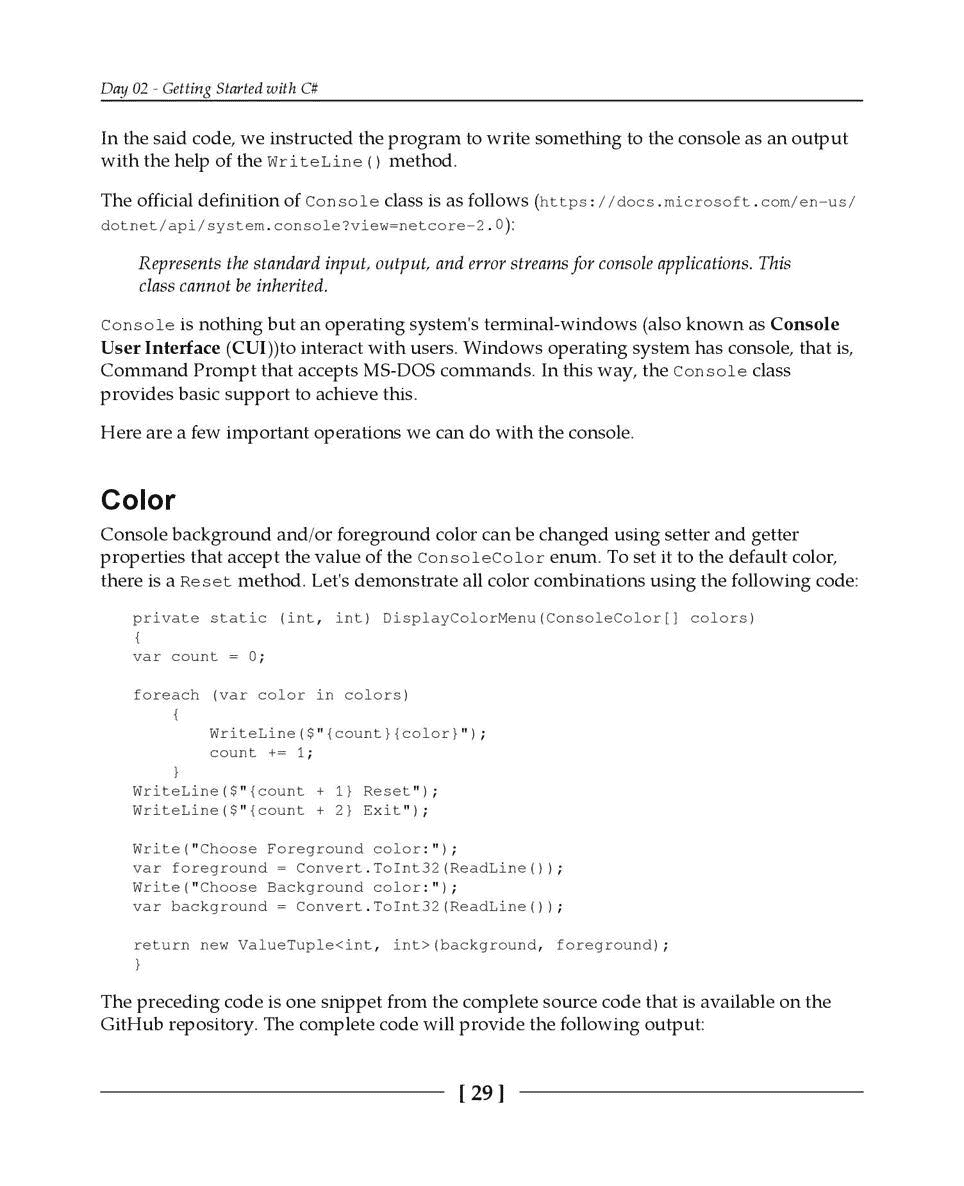 Day 02 - Getting Started with C#
In the said code, we instructed the program to write something to the console as an output
with the help of the WriteLine() method.
The official definition of Console class is as follows (https://docs.microsoft.com/en-us/
dotnet/api/system.console?view=netcore-2.0):
Represents the standard input, output, and error streams for console applications. This
class cannot be inherited.
Console is nothing but an operating system's terminal-windows (also known as Console
User Interface (CUI))to interact with users. Windows operating system has console, that is,
Command Prompt that accepts MS-DOS commands. In this way, the Console class
provides basic support to achieve this.
Here are a few important operations we can do with the console.
Color
Console background and/or foreground color can be changed using setter and getter
properties that accept the value of the ConsoleColor enum. To set it to the default color,
there is a Reset method. Let's demonstrate all color combinations using the following code:
private static (int, int) DisplayColorMenu(ConsoleColor[] colors)
{
var count = 0;
foreach (var color in colors)
{
WriteLine($"{count}{color}");
count += 1;
}
WriteLine($"{count + 1} Reset");
WriteLine($"{count + 2} Exit");
Write("Choose Foreground color:");
var foreground = Convert.ToInt32(ReadLine());
Write("Choose Background color:");
var background = Convert.ToInt32(ReadLine());
return new ValueTuple<int, int>(background, foreground);
}
The preceding code is one snippet from the complete source code that is available on the
GitHub repository. The complete code will provide the following output:
[ 29 ]